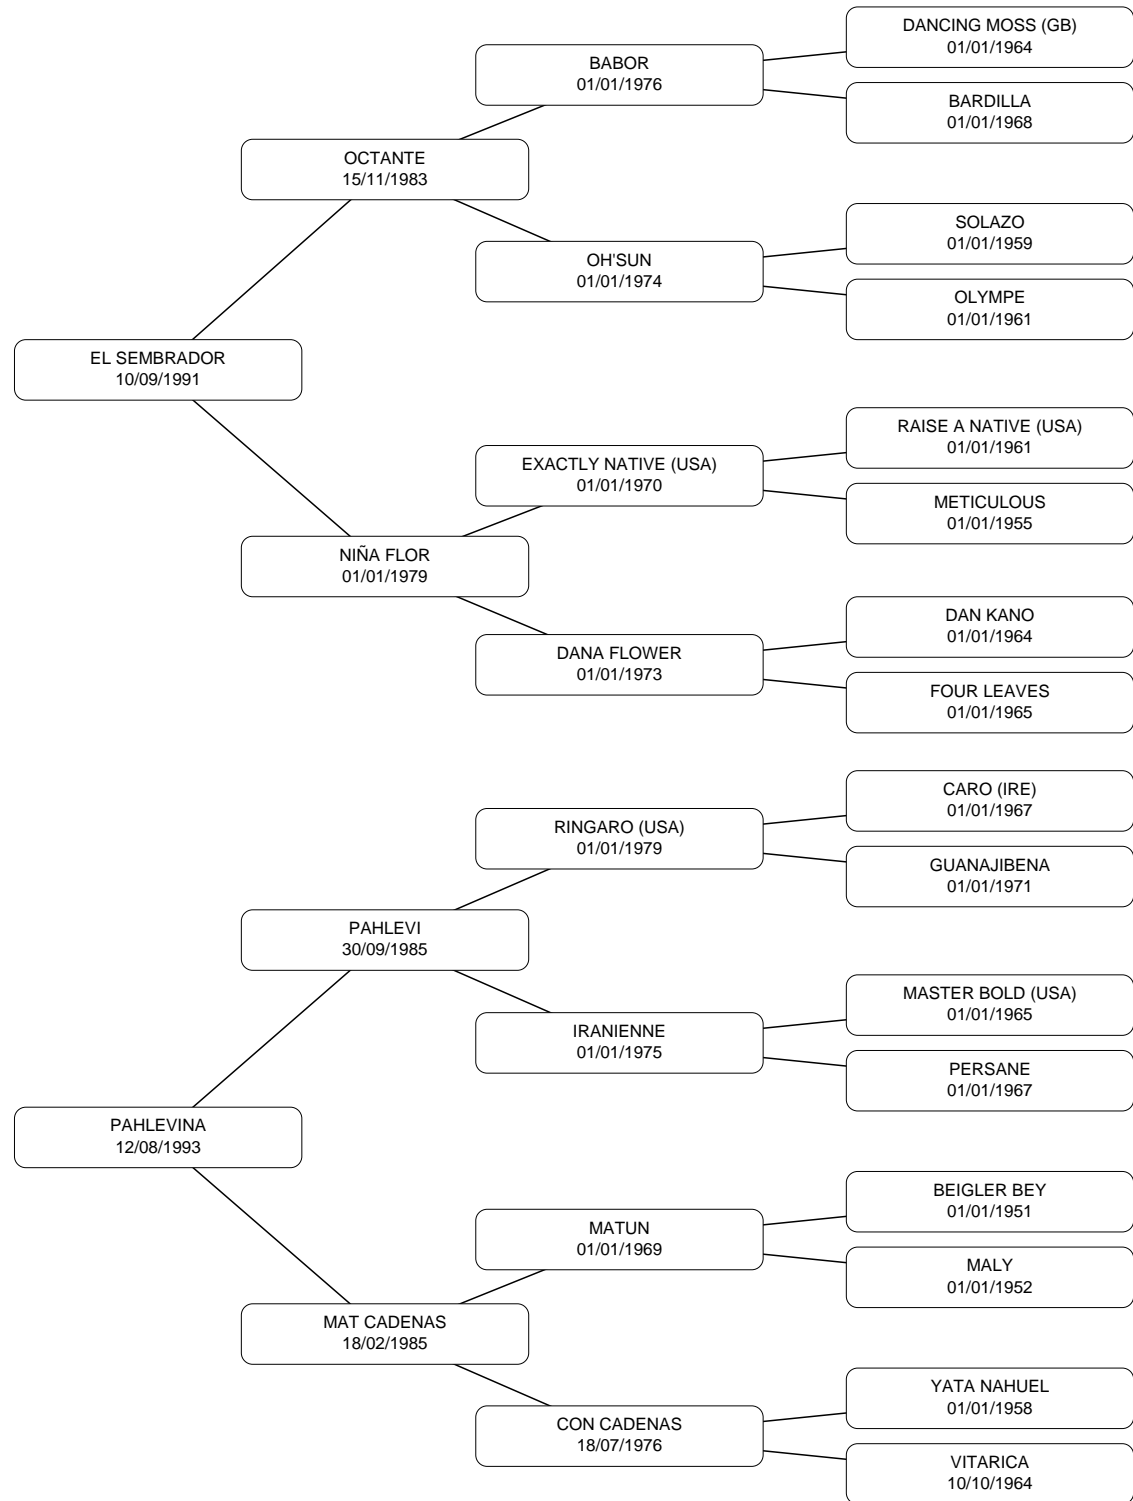 DANCING MOSS (GB)
01/01/1964
BABOR
01/01/1976
BARDILLA
01/01/1968
OCTANTE
15/11/1983
SOLAZO
01/01/1959
OH'SUN
01/01/1974
OLYMPE
01/01/1961
EL SEMBRADOR
10/09/1991
RAISE A NATIVE (USA)
01/01/1961
EXACTLY NATIVE (USA)
01/01/1970
METICULOUS
01/01/1955
NIÑA FLOR
01/01/1979
DAN KANO
01/01/1964
DANA FLOWER
01/01/1973
FOUR LEAVES
01/01/1965
CARO (IRE)
01/01/1967
RINGARO (USA)
01/01/1979
GUANAJIBENA
01/01/1971
PAHLEVI
30/09/1985
MASTER BOLD (USA)
01/01/1965
IRANIENNE
01/01/1975
PERSANE
01/01/1967
PAHLEVINA
12/08/1993
BEIGLER BEY
01/01/1951
MATUN
01/01/1969
MALY
01/01/1952
MAT CADENAS
18/02/1985
YATA NAHUEL
01/01/1958
CON CADENAS
18/07/1976
VITARICA
10/10/1964